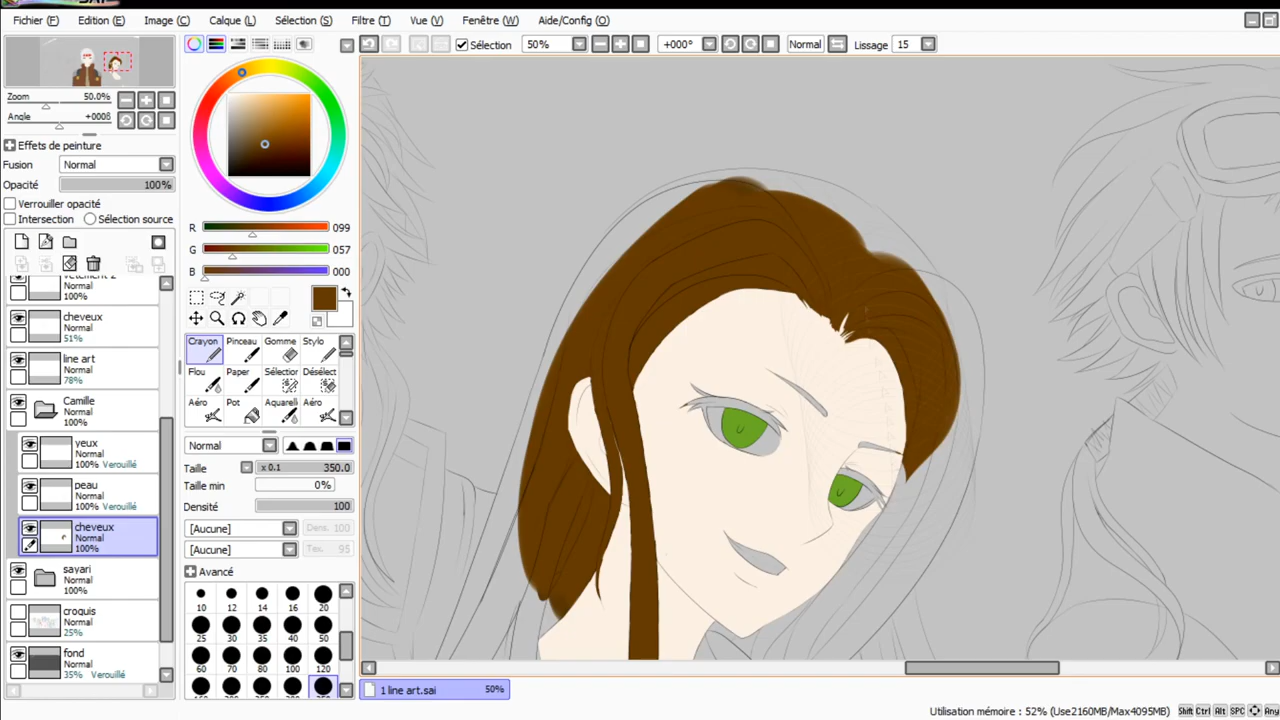 Fichier (F) Edition (E) Image (C) Calque (L) Sélection (S) Filtre (T) Vue (V) Fenêtre (W) Aide/Config (O)
Sélection 50% +000° Normal Lissage 15
Zoom 50.0%
Angle +000ß
Effets de peinture
Fusion Normal
Opacité 100%
Verrouiller opacité
Intersection Sélection source
100%
cheveux
Normal
51%
line art
Normal
78%
Camille
Normal
100%
yeux
Normal
100% Verouillé
peau
Normal
100% Verouillé
cheveux
Normal
100%
sayari
Normal
100%
croquis
Normal
25%
fond
Normal
35% Verouillé
R 099
G 057
B 000
Crayon Pinceau Gomme Stylo
Flou Paper Sélection Désélect
Aéro Pot Aquarell Aéro
Normal
Taille x 0.1 350.0
Taille min 0%
Densité 100
[Aucune] Dens. 100
[Aucune] Tex. 95
Avancé
10 12 14 16 20
25 30 35 40 50
60 70 80 100 120
1 line art.sai 50%
Utilisation mémoire : 52% (Use2160MB/Max4095MB) Shift Ctrl Alt SPC Any